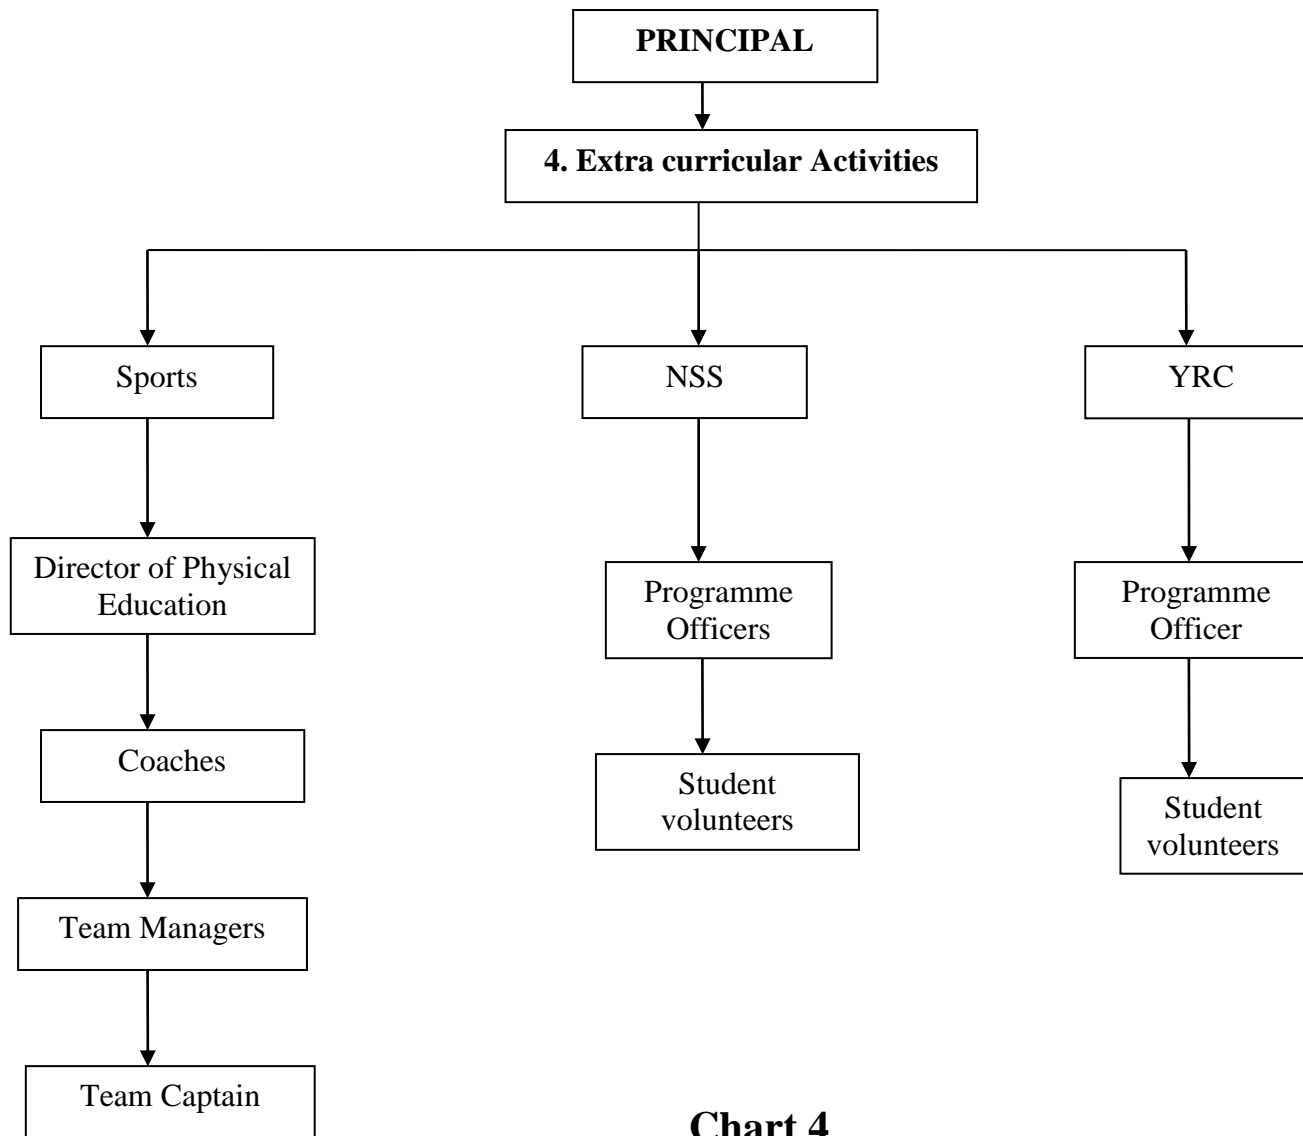 PRINCIPAL
4. Extra curricular Activities
Sports
NSS
YRC
Director of Physical
Education
Programme
Officers
Programme
Officer
Coaches
Student
volunteers
Student
volunteers
Team Managers
Team Captain
Chart 4